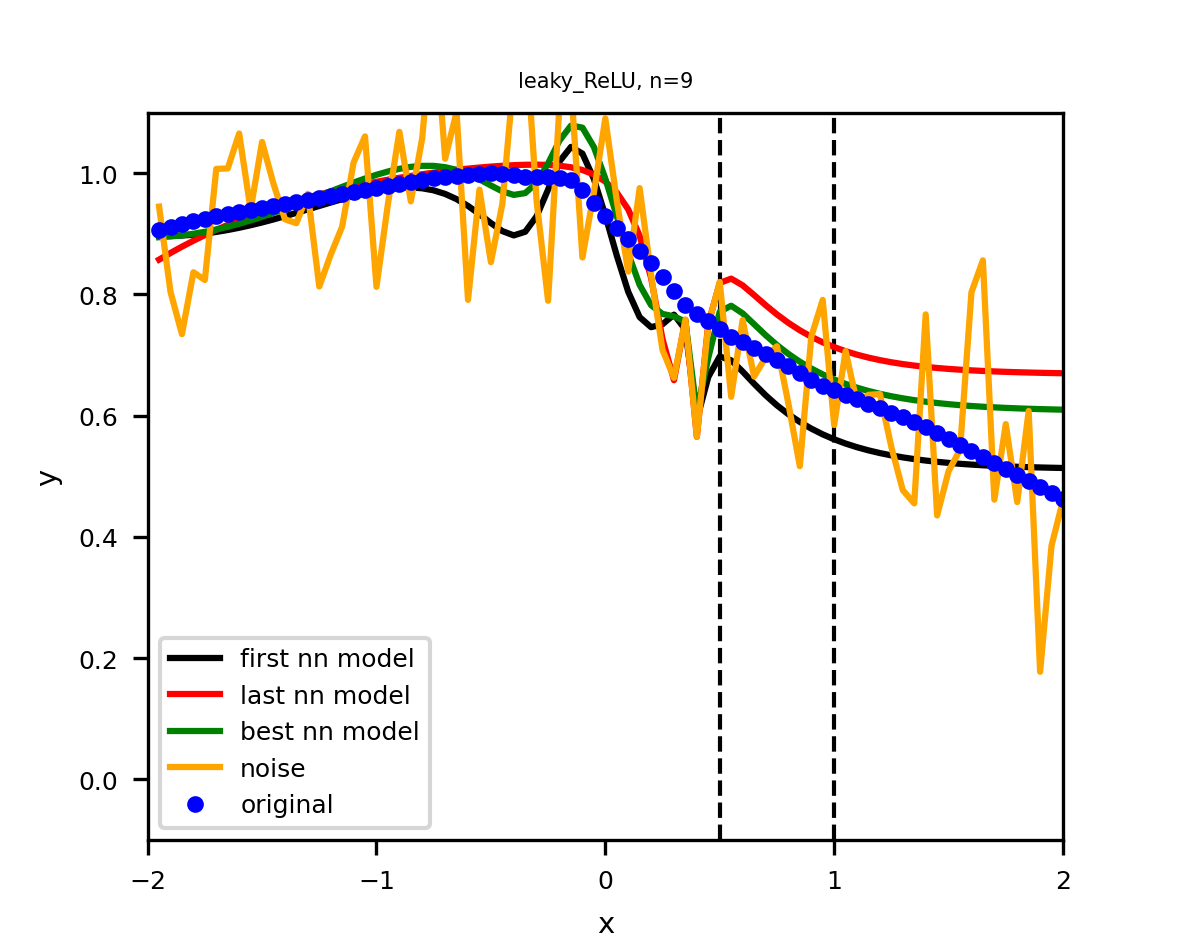 leaky_ReLU, n=9
y
1.0
0.8
0.6
0.4
0.2
0.0
first nn model
last nn model
best nn model
noise
original
−2 −1 0 1 2
x